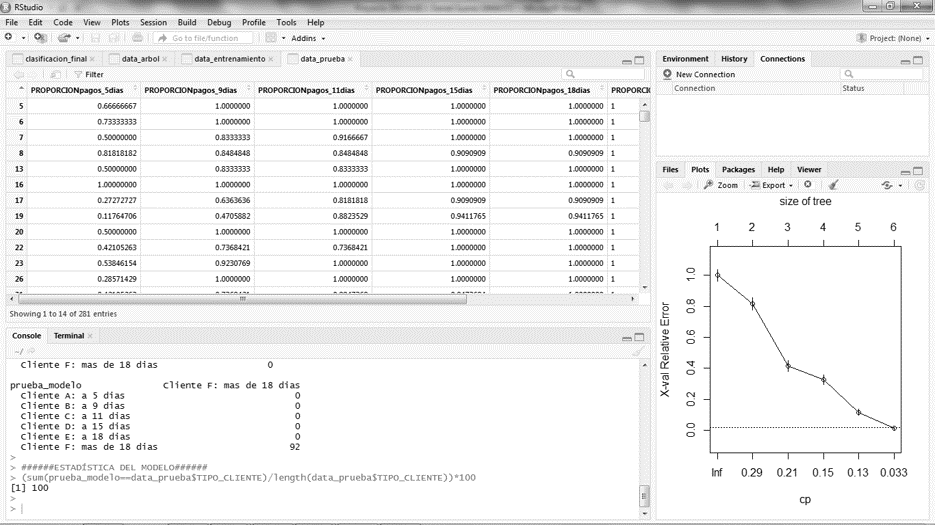 RStudio
File Edit Code View Plots Session Build Debug Profile Tools Help
Go to file/function Addins Project: (None)
clasificacion_final data_arbol data_entrenamiento data_prueba
Filter
PROPORCIONpagos_5dias PROPORCIONpagos_9dias PROPORCIONpagos_11dias PROPORCIONpagos_15dias PROPORCIONpagos_18dias PROPORCI
5 0.66666667 1.0000000 1.0000000 1.0000000 1.0000000 1
6 0.73333333 1.0000000 1.0000000 1.0000000 1.0000000 1
7 0.50000000 0.8333333 0.9166667 1.0000000 1.0000000 1
8 0.81818182 0.8484848 0.8484848 0.9090909 0.9090909 1
13 0.50000000 0.8333333 0.8333333 1.0000000 1.0000000 1
16 1.00000000 1.0000000 1.0000000 1.0000000 1.0000000 1
17 0.27272727 0.6363636 0.8181818 0.9090909 0.9090909 1
19 0.11764706 0.4705882 0.8823529 0.9411765 0.9411765 1
20 0.50000000 1.0000000 1.0000000 1.0000000 1.0000000 1
22 0.42105263 0.7368421 0.7368421 1.0000000 1.0000000 1
23 0.53846154 0.9230769 1.0000000 1.0000000 1.0000000 1
26 0.28571429 1.0000000 1.0000000 1.0000000 1.0000000 1
Showing 1 to 14 of 281 entries
Console Terminal
~/
Cliente F: mas de 18 dias 0
prueba_modelo Cliente F: mas de 18 dias
Cliente A: a 5 dias 0
Cliente B: a 9 dias 0
Cliente C: a 11 dias 0
Cliente D: a 15 dias 0
Cliente E: a 18 dias 0
Cliente F: mas de 18 dias 92
>
> ######ESTADÍSTICA DEL MODELO######
> (sum(prueba_modelo==data_prueba$TIPO_CLIENTE)/length(data_prueba$TIPO_CLIENTE))*100
[1] 100
>
>
Environment History Connections
New Connection
Connection Status
Files Plots Packages Help Viewer
Zoom Export
size of tree
1 2 3 4 5 6
X-val Relative Error
1.0
0.8
0.6
0.4
0.2
0.0
Inf 0.29 0.21 0.15 0.13 0.033
cp